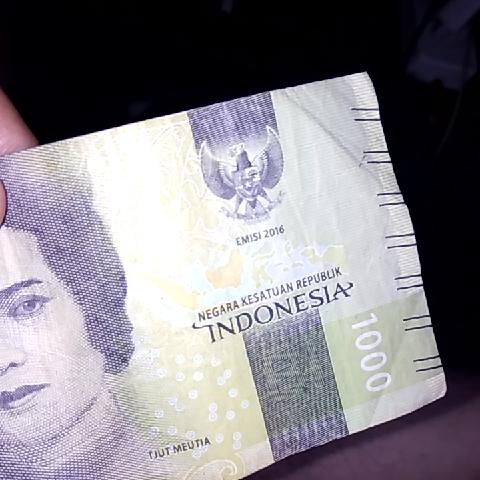 EMISI 2016
NEGARA KESATUAN REPUBLIK
INDONESIA
1000
TJUT MEUTIA